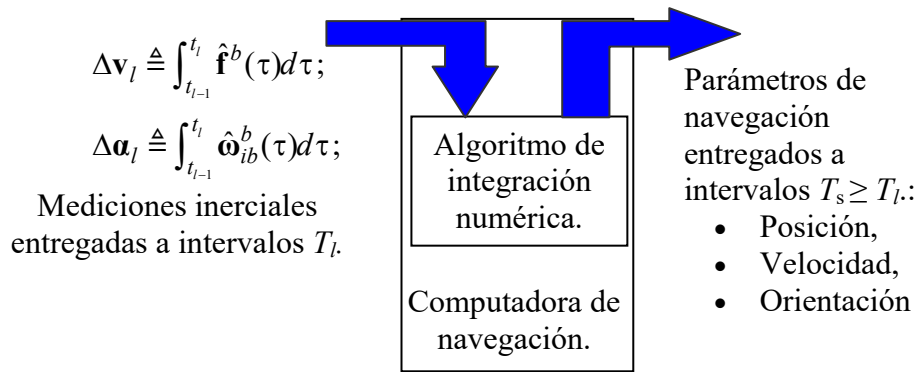 Δv_l ≜ ∫_{t_{l-1}}^{t_l} f̂^b(τ)dτ;
Δα_l ≜ ∫_{t_{l-1}}^{t_l} ω̂_{ib}^b(τ)dτ;
Mediciones inerciales
entregadas a intervalos T_l.
Algoritmo de
integración
numérica.
Computadora de
navegación.
Parámetros de
navegación
entregados a
intervalos T_s ≥ T_l.:
• Posición,
• Velocidad,
• Orientación